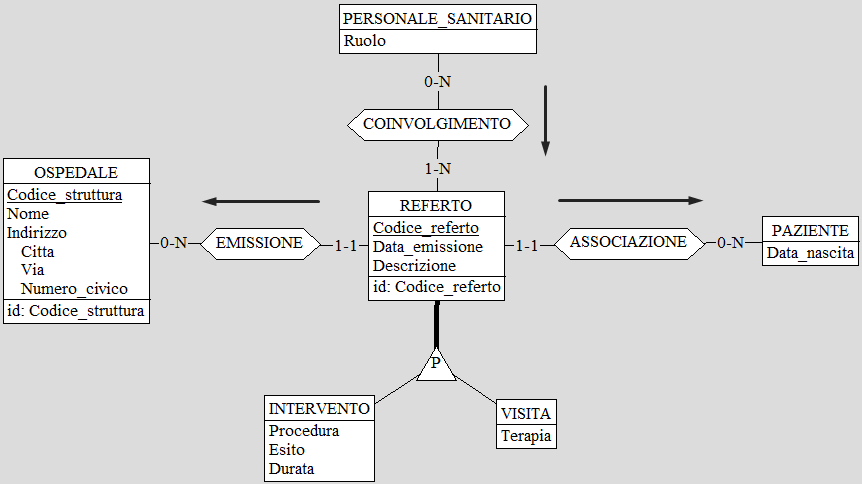 PERSONALE_SANITARIO
Ruolo
0-N
COINVOLGIMENTO
1-N
OSPEDALE
Codice_struttura
Nome
Indirizzo
Citta
Via
Numero_civico
id: Codice_struttura
0-N
EMISSIONE
1-1
REFERTO
Codice_referto
Data_emissione
Descrizione
id: Codice_referto
1-1
ASSOCIAZIONE
0-N
PAZIENTE
Data_nascita
P
INTERVENTO
Procedura
Esito
Durata
VISITA
Terapia